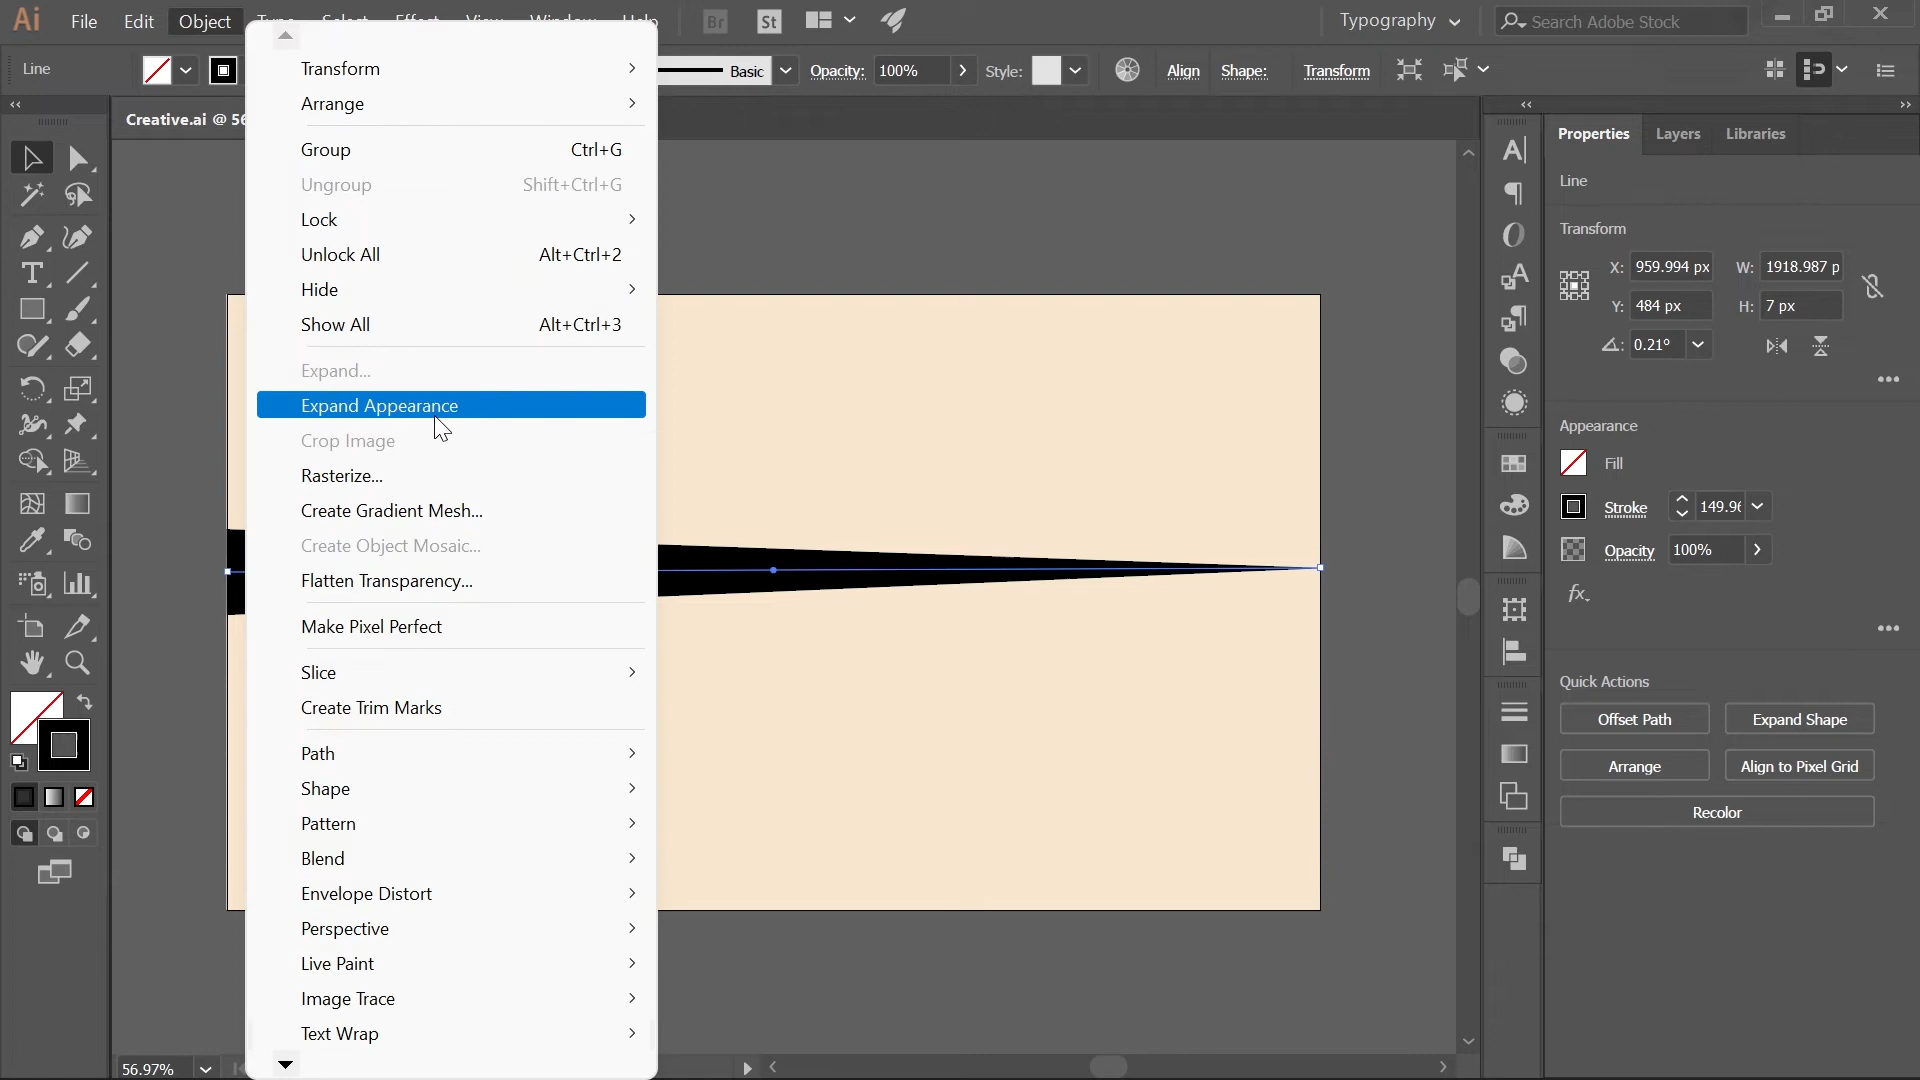 Ai
File
Edit
Object
Br
St
Typography
Search Adobe Stock
Line
Basic
Opacity:
100%
Style:
Align
Shape:
Transform
Creative.ai @ 56
Transform
Arrange
Group Ctrl+G
Ungroup Shift+Ctrl+G
Lock
Unlock All Alt+Ctrl+2
Hide
Show All Alt+Ctrl+3
Expand...
Expand Appearance
Crop Image
Rasterize...
Create Gradient Mesh...
Create Object Mosaic...
Flatten Transparency...
Make Pixel Perfect
Slice
Create Trim Marks
Path
Shape
Pattern
Blend
Envelope Distort
Perspective
Live Paint
Image Trace
Text Wrap
56.97%
Properties
Layers
Libraries
Line
Transform
X: 959.994 px W: 1918.987 p
Y: 484 px H: 7 px
0.21°
Appearance
Fill
Stroke 149.96
Opacity 100%
fx.
Quick Actions
Offset Path
Expand Shape
Arrange
Align to Pixel Grid
Recolor